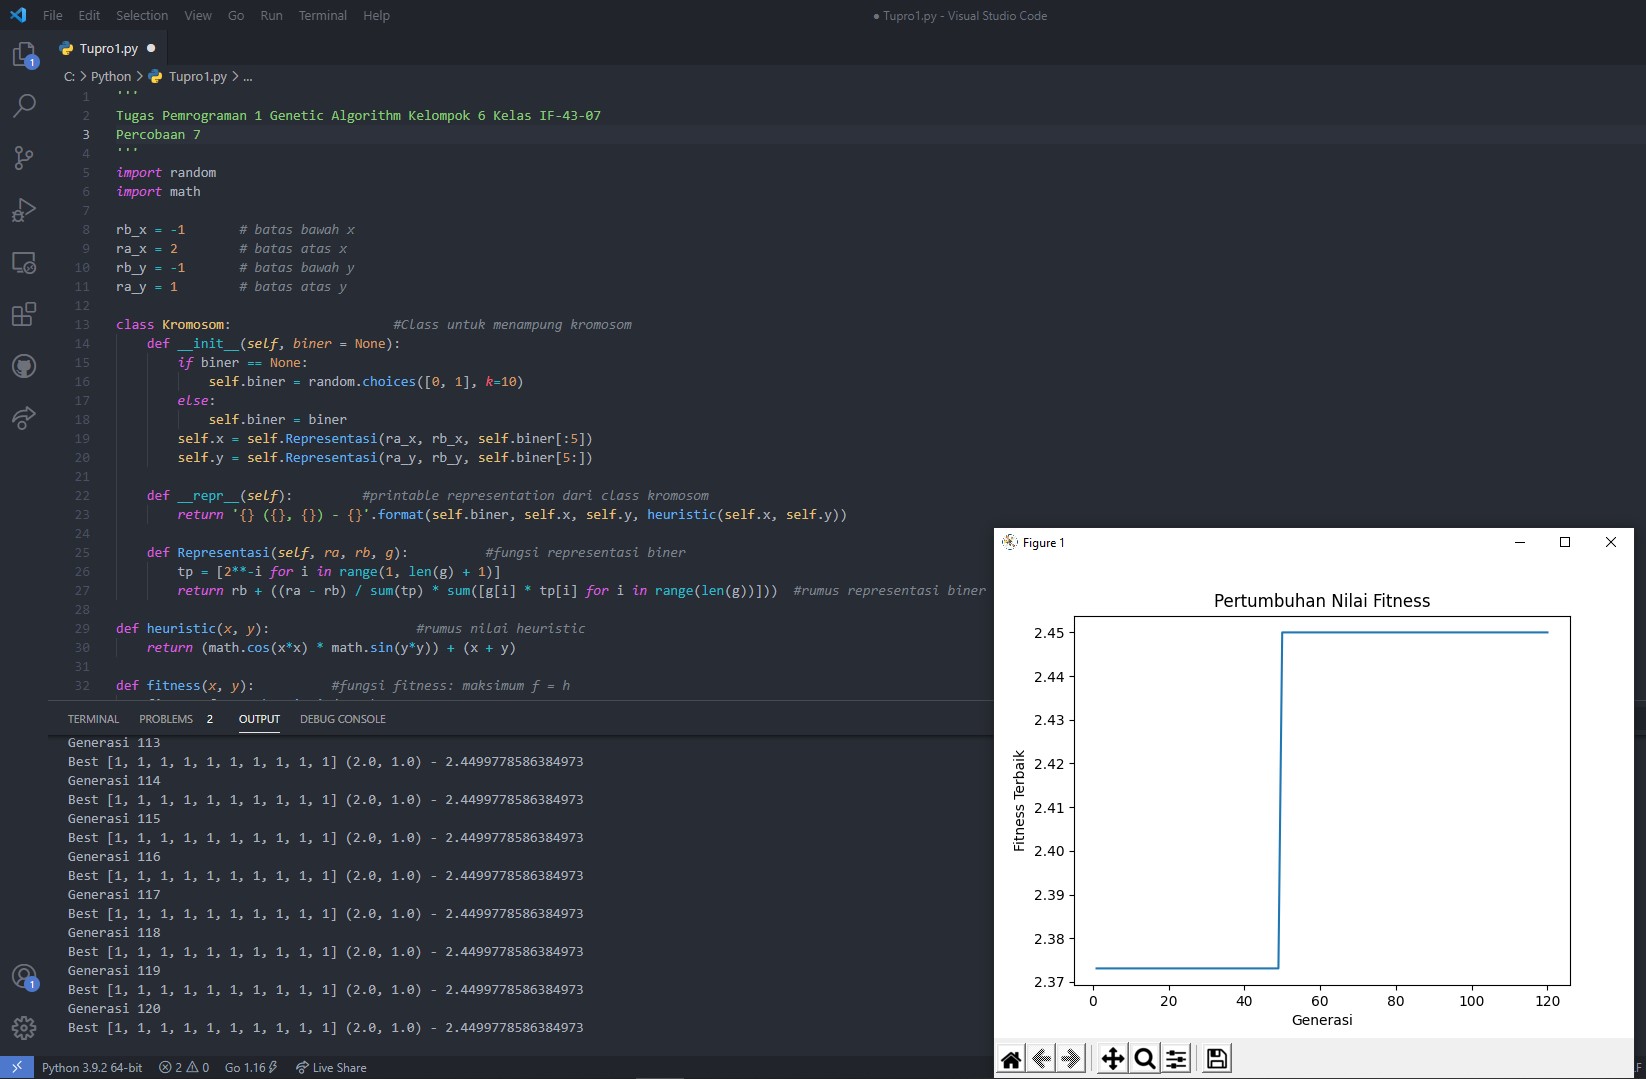 File Edit Selection View Go Run Terminal Help
● Tupro1.py - Visual Studio Code
Tupro1.py ●
C: > Python > Tupro1.py > ...
1 '''
2 Tugas Pemrograman 1 Genetic Algorithm Kelompok 6 Kelas IF-43-07
3 Percobaan 7
4 '''
5 import random
6 import math
7
8 rb_x = -1 # batas bawah x
9 ra_x = 2 # batas atas x
10 rb_y = -1 # batas bawah y
11 ra_y = 1 # batas atas y
12
13 class Kromosom: #Class untuk menampung kromosom
14 def __init__(self, biner = None):
15 if biner == None:
16 self.biner = random.choices([0, 1], k=10)
17 else:
18 self.biner = biner
19 self.x = self.Representasi(ra_x, rb_x, self.biner[:5])
20 self.y = self.Representasi(ra_y, rb_y, self.biner[5:])
21
22 def __repr__(self): #printable representation dari class kromosom
23 return '{} ({}, {}) - {}'.format(self.biner, self.x, self.y, heuristic(self.x, self.y))
24
25 def Representasi(self, ra, rb, g): #fungsi representasi biner
26 tp = [2**-i for i in range(1, len(g) + 1)]
27 return rb + ((ra - rb) / sum(tp) * sum([g[i] * tp[i] for i in range(len(g))])) #rumus representasi biner
28
29 def heuristic(x, y): #rumus nilai heuristic
30 return (math.cos(x*x) * math.sin(y*y)) + (x + y)
31
32 def fitness(x, y): #fungsi fitness: maksimum f = h
TERMINAL PROBLEMS 2 OUTPUT DEBUG CONSOLE
Generasi 113
Best [1, 1, 1, 1, 1, 1, 1, 1, 1, 1] (2.0, 1.0) - 2.4499778586384973
Generasi 114
Best [1, 1, 1, 1, 1, 1, 1, 1, 1, 1] (2.0, 1.0) - 2.4499778586384973
Generasi 115
Best [1, 1, 1, 1, 1, 1, 1, 1, 1, 1] (2.0, 1.0) - 2.4499778586384973
Generasi 116
Best [1, 1, 1, 1, 1, 1, 1, 1, 1, 1] (2.0, 1.0) - 2.4499778586384973
Generasi 117
Best [1, 1, 1, 1, 1, 1, 1, 1, 1, 1] (2.0, 1.0) - 2.4499778586384973
Generasi 118
Best [1, 1, 1, 1, 1, 1, 1, 1, 1, 1] (2.0, 1.0) - 2.4499778586384973
Generasi 119
Best [1, 1, 1, 1, 1, 1, 1, 1, 1, 1] (2.0, 1.0) - 2.4499778586384973
Generasi 120
Best [1, 1, 1, 1, 1, 1, 1, 1, 1, 1] (2.0, 1.0) - 2.4499778586384973
Figure 1
Pertumbuhan Nilai Fitness
Fitness Terbaik
2.45
2.44
2.43
2.42
2.41
2.40
2.39
2.38
2.37
0 20 40 60 80 100 120
Generasi
1
1
Python 3.9.2 64-bit 2 0 Go 1.16 Live Share